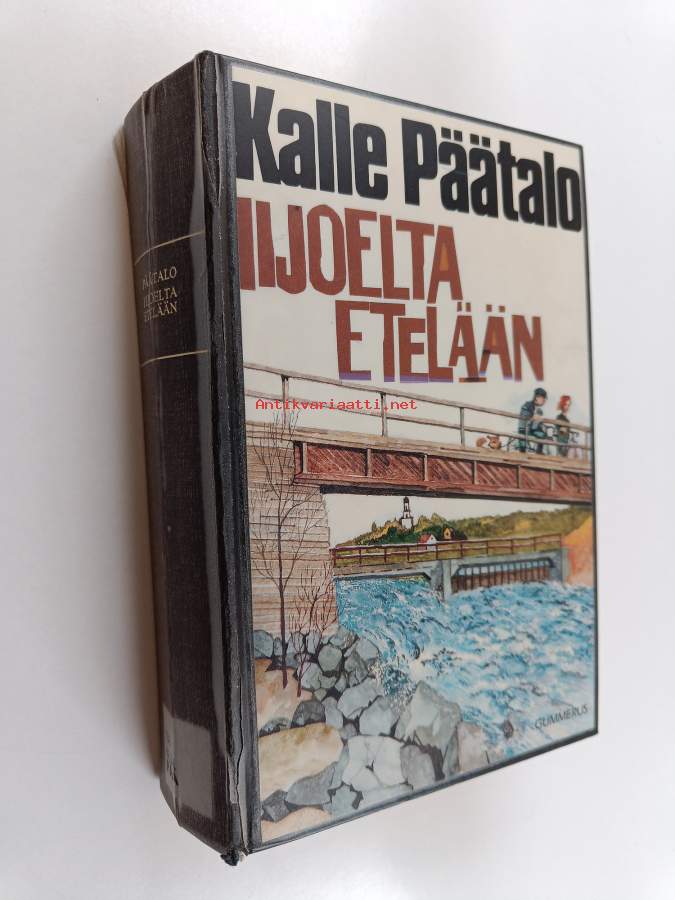 Kalle Päätalo
IIJOELTA
ETELÄÄN
GUMMERUS
PÄÄTALO
IIJOELTA
ETELÄÄN
Antikvariaatti.net